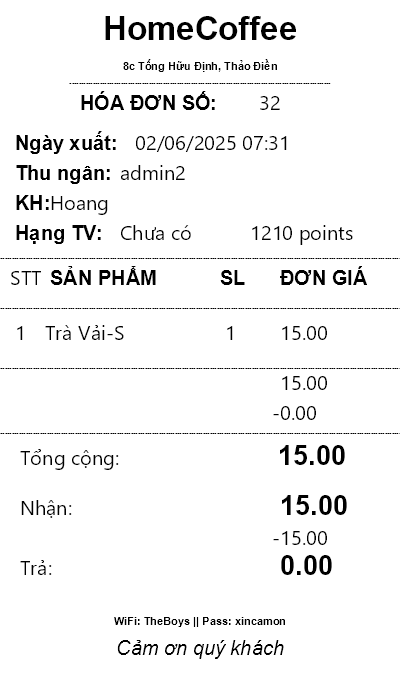 HomeCoffee
8c Tống Hữu Định, Thảo Điền
HÓA ĐƠN SỐ: 32
Ngày xuất: 02/06/2025 07:31
Thu ngân: admin2
KH:Hoang
Hạng TV: Chưa có 1210 points
STT SẢN PHẨM SL ĐƠN GIÁ
1 Trà Vải-S 1 15.00
15.00
-0.00
Tổng cộng: 15.00
Nhận: 15.00
-15.00
Trả: 0.00
WiFi: TheBoys || Pass: xincamon
Cảm ơn quý khách